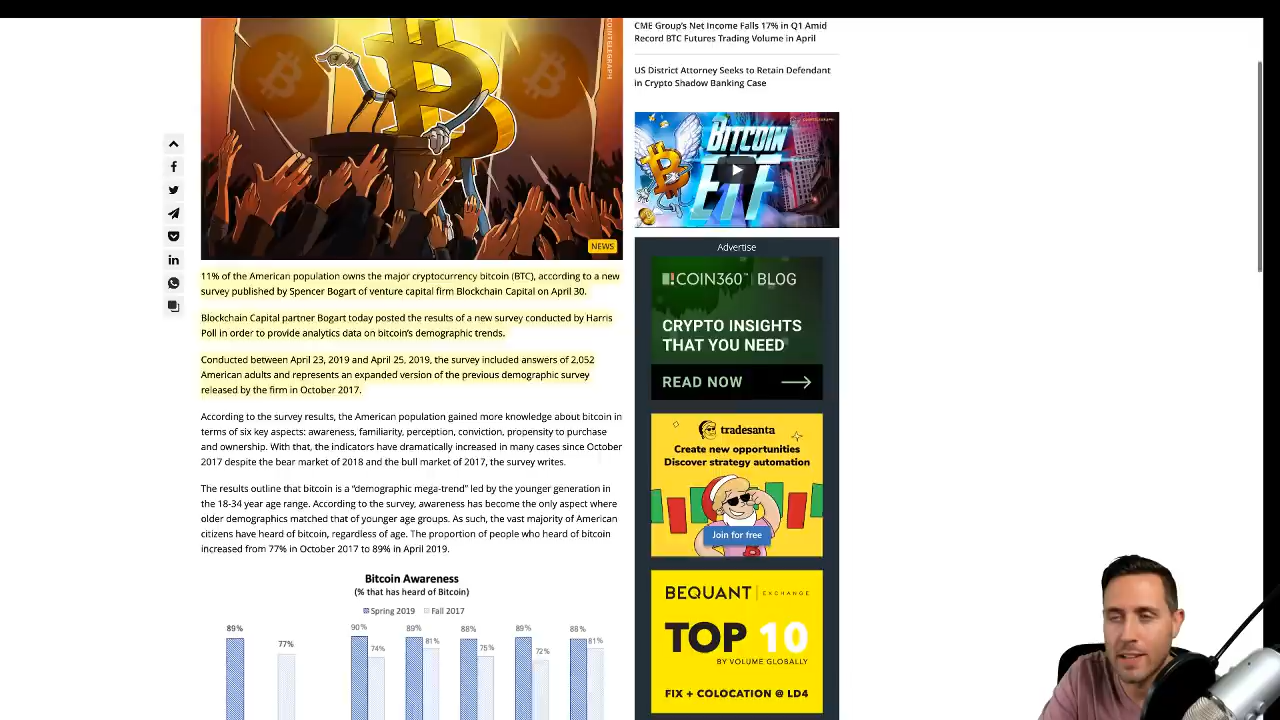 COINTELEGRAPH
NEWS
11% of the American population owns the major cryptocurrency bitcoin (BTC), according to a new
survey published by Spencer Bogart of venture capital firm Blockchain Capital on April 30.
Blockchain Capital partner Bogart today posted the results of a new survey conducted by Harris
Poll in order to provide analytics data on bitcoin's demographic trends.
Conducted between April 23, 2019 and April 25, 2019, the survey included answers of 2,052
American adults and represents an expanded version of the previous demographic survey
released by the firm in October 2017.
According to the survey results, the American population gained more knowledge about bitcoin in
terms of six key aspects: awareness, familiarity, perception, conviction, propensity to purchase
and ownership. With that, the indicators have dramatically increased in many cases since October
2017 despite the bear market of 2018 and the bull market of 2017, the survey writes.
The results outline that bitcoin is a “demographic mega-trend” led by the younger generation in
the 18-34 year age range. According to the survey, awareness has become the only aspect where
older demographics matched that of younger age groups. As such, the vast majority of American
citizens have heard of bitcoin, regardless of age. The proportion of people who heard of bitcoin
increased from 77% in October 2017 to 89% in April 2019.
Bitcoin Awareness
(% that has heard of Bitcoin)
Spring 2019 Fall 2017
89% 77% 90% 74% 89% 81% 88% 75% 89% 72% 88% 81%
CME Group's Net Income Falls 17% in Q1 Amid
Record BTC Futures Trading Volume in April
US District Attorney Seeks to Retain Defendant
in Crypto Shadow Banking Case
BITCOIN
ETF
Advertise
COIN360™ | BLOG
CRYPTO INSIGHTS
THAT YOU NEED
READ NOW
tradesanta
Create new opportunities
Discover strategy automation
Join for free
BEQUANT | EXCHANGE
TOP 10
BY VOLUME GLOBALLY
FIX + COLOCATION @ LD4